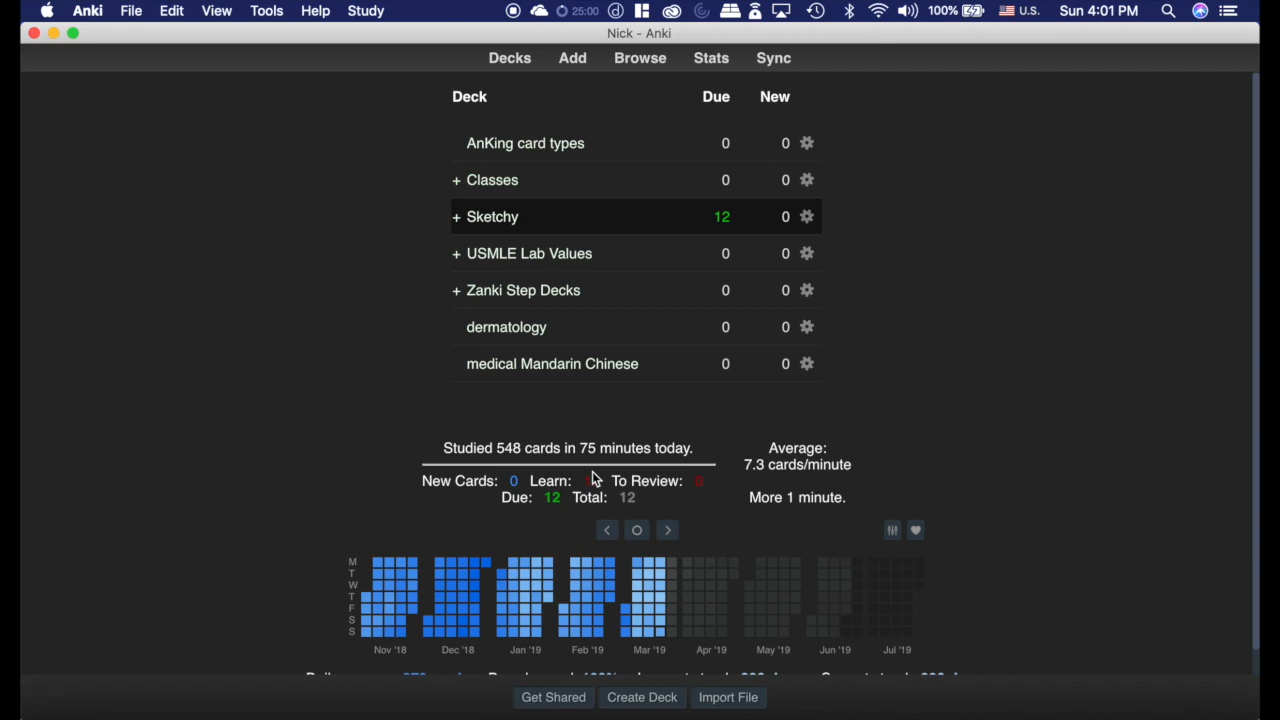 Anki File Edit View Tools Help Study 25:00 100% U.S. Sun 4:01 PM
Nick - Anki
Decks Add Browse Stats Sync
Deck Due New
AnKing card types 0 0
+ Classes 0 0
+ Sketchy 12 0
+ USMLE Lab Values 0 0
+ Zanki Step Decks 0 0
dermatology 0 0
medical Mandarin Chinese 0 0
Studied 548 cards in 75 minutes today.
Average:
7.3 cards/minute
New Cards: 0 Learn: To Review: 0
Due: 12 Total: 12
More 1 minute.
M
T
W
T
F
S
S
Nov '18 Dec '18 Jan '19 Feb '19 Mar '19 Apr '19 May '19 Jun '19 Jul '19
Get Shared Create Deck Import File